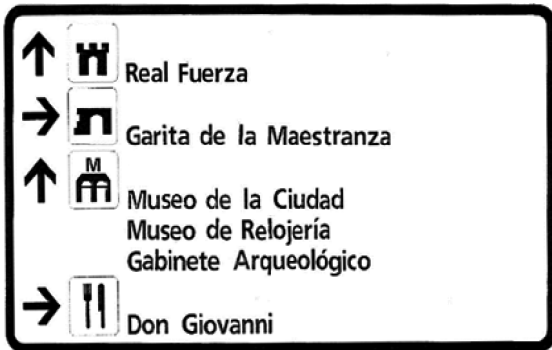 Real Fuerza
Garita de la Maestranza
M
Museo de la Ciudad
Museo de Relojería
Gabinete Arqueológico
Don Giovanni